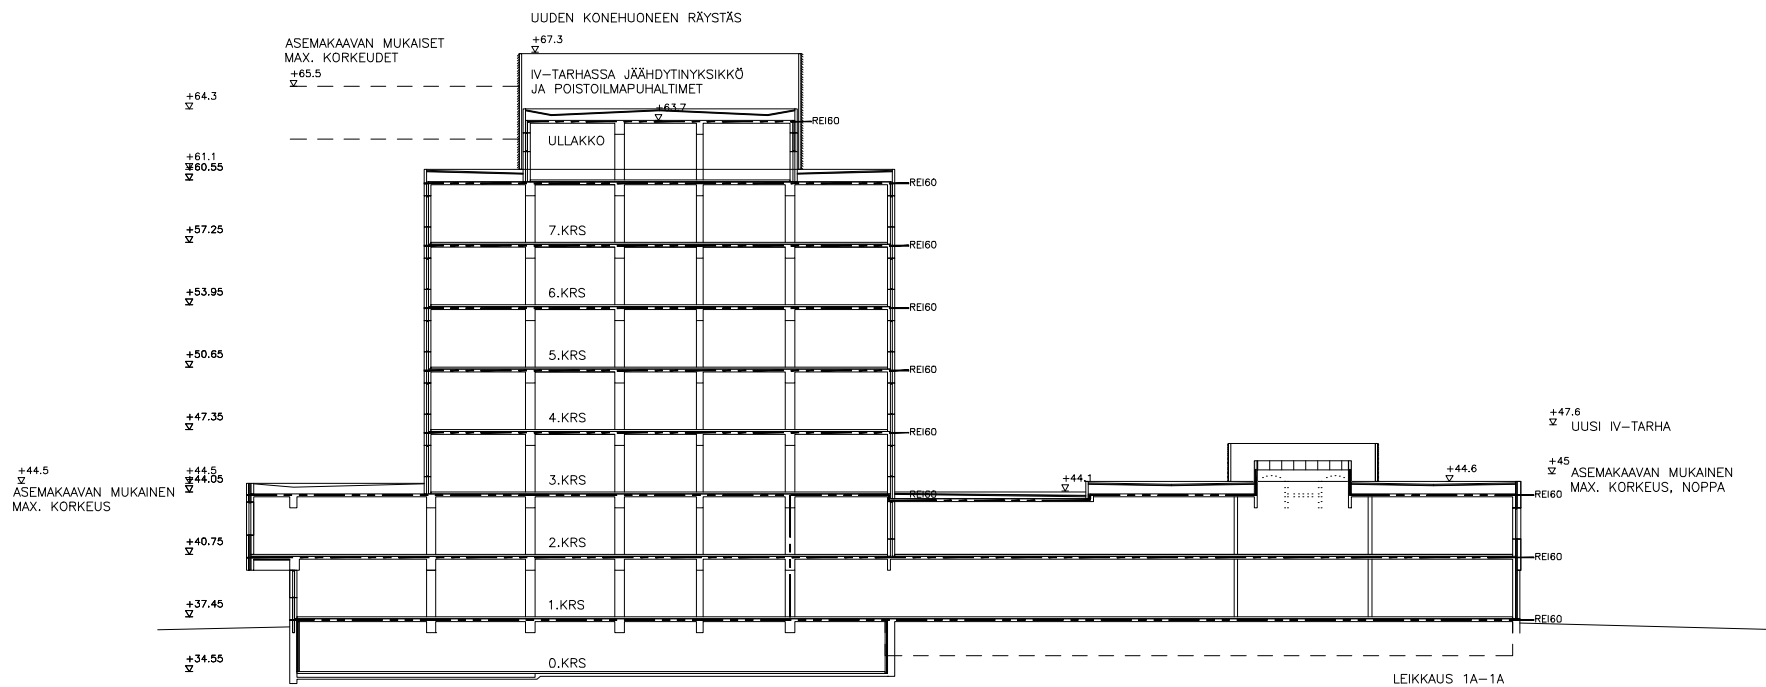 UUDEN KONEHUONEEN RÄYSTÄS
+67.3
ASEMAKAAVAN MUKAISET
MAX. KORKEUDET
+65.5
IV-TARHASSA JÄÄHDYTINYKSIKKÖ
JA POISTOILMAPUHALTIMET
+64.3
+63.7
REI60
ULLAKKO
+61.1
+60.55
REI60
7.KRS
+57.25
REI60
6.KRS
+53.95
REI60
5.KRS
+50.65
REI60
4.KRS
+47.35
REI60
+47.6
UUSI IV-TARHA
3.KRS
+44.5
ASEMAKAAVAN MUKAINEN
MAX. KORKEUS
+44.5
+44.05
REI60
+44.1
+44.6
+45
ASEMAKAAVAN MUKAINEN
MAX. KORKEUS, NOPPA
REI60
2.KRS
+40.75
REI60
1.KRS
+37.45
REI60
0.KRS
+34.55
LEIKKAUS 1A-1A